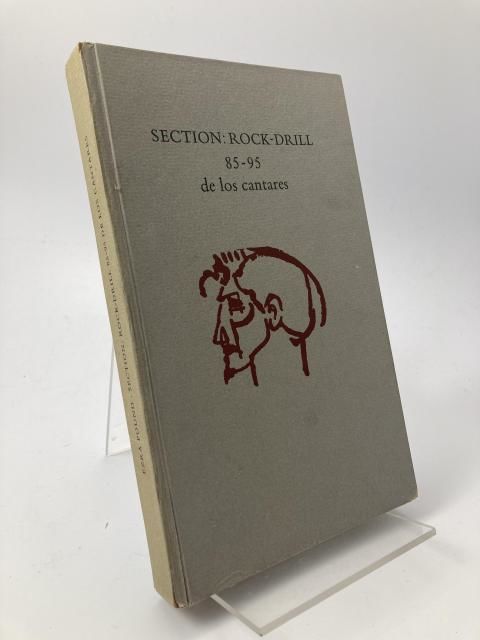 SECTION: ROCK-DRILL
85-95
de los cantares
EZRA POUND · SECTION: ROCK-DRILL 85-95 DE LOS CANTARES